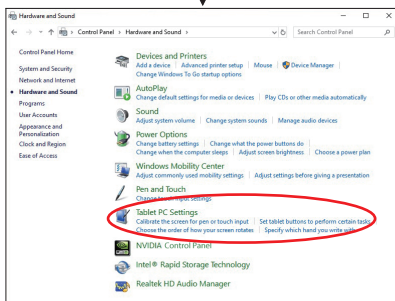 Hardware and Sound
Control Panel > Hardware and Sound >
Search Control Panel
Control Panel Home
System and Security
Network and Internet
Hardware and Sound
Programs
User Accounts
Appearance and
Personalization
Clock and Region
Ease of Access
Devices and Printers
Add a device | Advanced printer setup | Mouse | Device Manager |
Change Windows To Go startup options
AutoPlay
Change default settings for media or devices | Play CDs or other media automatically
Sound
Adjust system volume | Change system sounds | Manage audio devices
Power Options
Change battery settings | Change what the power buttons do |
Change when the computer sleeps | Adjust screen brightness | Choose a power plan
Windows Mobility Center
Adjust commonly used mobility settings | Adjust settings before giving a presentation
Pen and Touch
Change touch input settings
Tablet PC Settings
Calibrate the screen for pen or touch input | Set tablet buttons to perform certain tasks
Choose the order of how your screen rotates | Specify which hand you write with
NVIDIA Control Panel
Intel® Rapid Storage Technology
Realtek HD Audio Manager